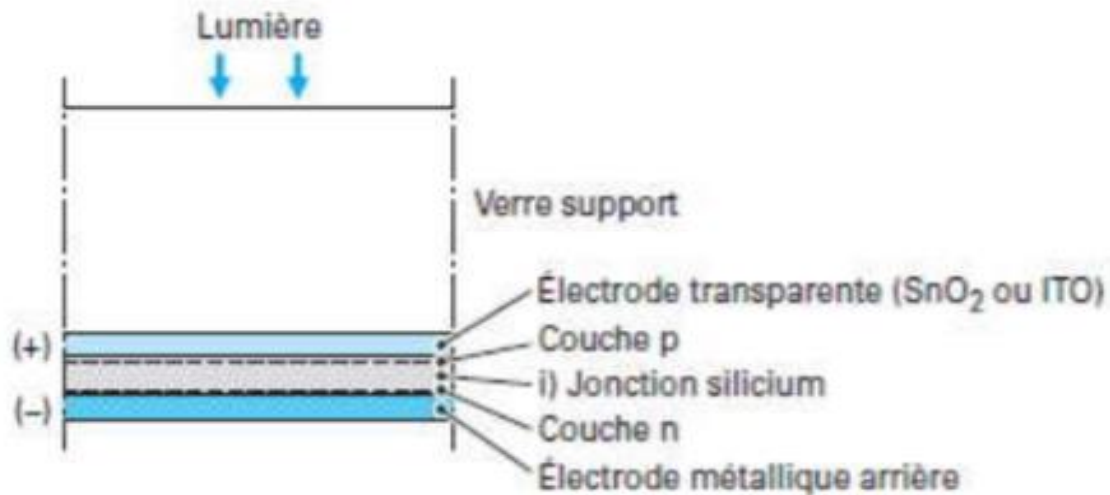 Lumière
Verre support
Électrode transparente (SnO₂ ou ITO)
(+)
Couche p
i) Jonction silicium
(–)
Couche n
Électrode métallique arrière